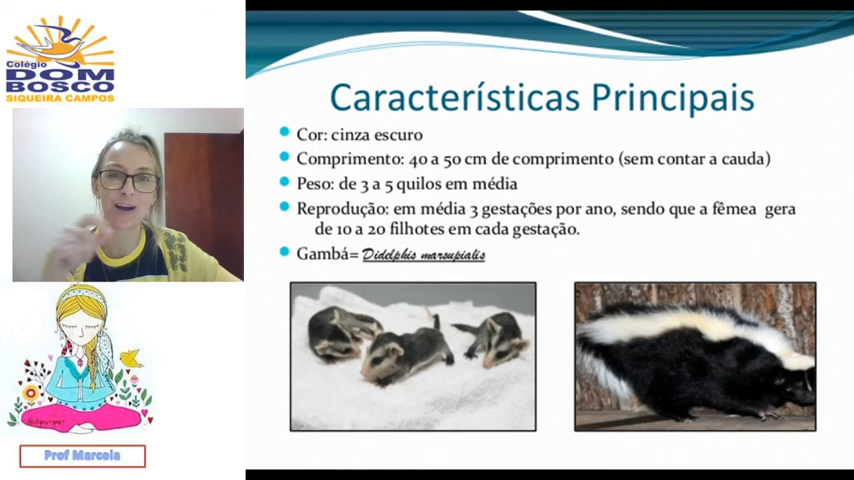 Colégio
DOM
BOSCO
SIQUEIRA CAMPOS
Prof Marcela
Características Principais
Cor: cinza escuro
Comprimento: 40 a 50 cm de comprimento (sem contar a cauda)
Peso: de 3 a 5 quilos em média
Reprodução: em média 3 gestações por ano, sendo que a fêmea gera
de 10 a 20 filhotes em cada gestação.
Gambá= Didelphis marsupialis